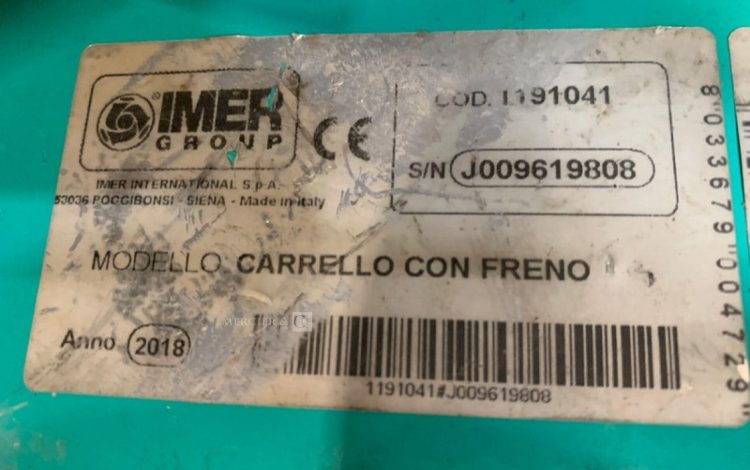 ® IMER
GROUP
CE
IMER INTERNATIONAL S.p.A.
53036 POGGIBONSI - SIENA - Made in Italy
COD. 1191041
S/N J009619808
MODELLO CARRELLO CON FRENO
MERCIER &
Anno 2018
1191041#J009619808
8033679004729